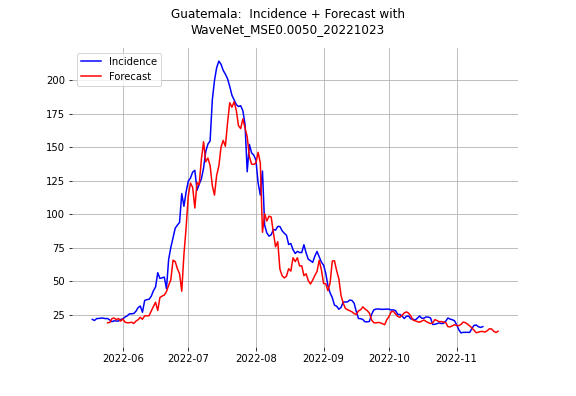 Guatemala: Incidence + Forecast with
WaveNet_MSE0.0050_20221023
Incidence
Forecast
200
175
150
125
100
75
50
25
2022-06 2022-07 2022-08 2022-09 2022-10 2022-11